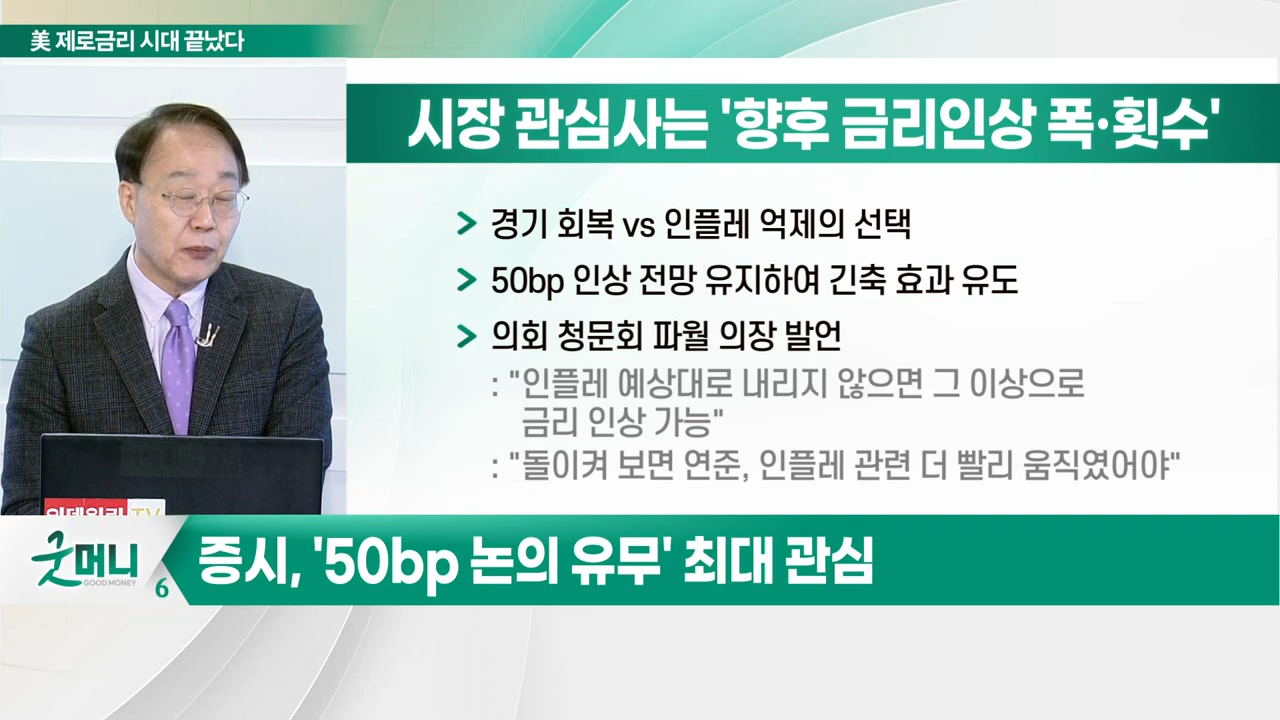 美 제로금리 시대 끝났다
시장 관심사는 '향후 금리인상 폭·횟수'
> 경기 회복 vs 인플레 억제의 선택
> 50bp 인상 전망 유지하여 긴축 효과 유도
> 의회 청문회 파월 의장 발언
: "인플레 예상대로 내리지 않으면 그 이상으로
금리 인상 가능"
: "돌이켜 보면 연준, 인플레 관련 더 빨리 움직였어야"
이데일리 TV
굿머니
GOOD MONEY
6
증시, '50bp 논의 유무' 최대 관심